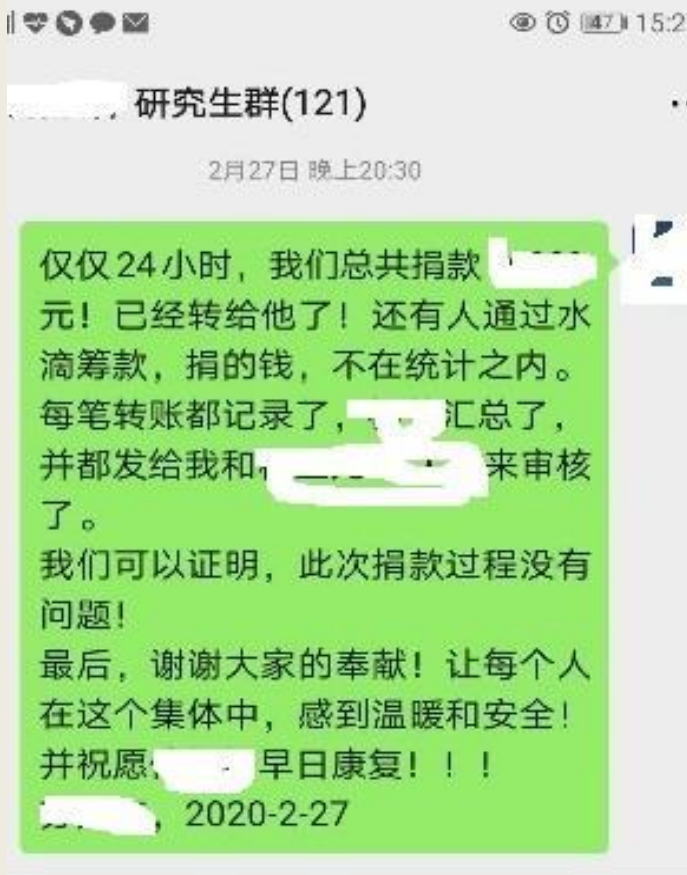 47 15:2
研究生群(121)
2月27日 晚上20:30
仅仅24小时，我们总共捐款
元！已经转给他了！还有人通过水
滴筹款，捐的钱，不在统计之内。
每笔转账都记录了，汇总了，
并都发给我和来审核
了。
我们可以证明，此次捐款过程没有
问题！
最后，谢谢大家的奉献！让每个人
在这个集体中，感到温暖和安全！
并祝愿早日康复！！！
，2020-2-27